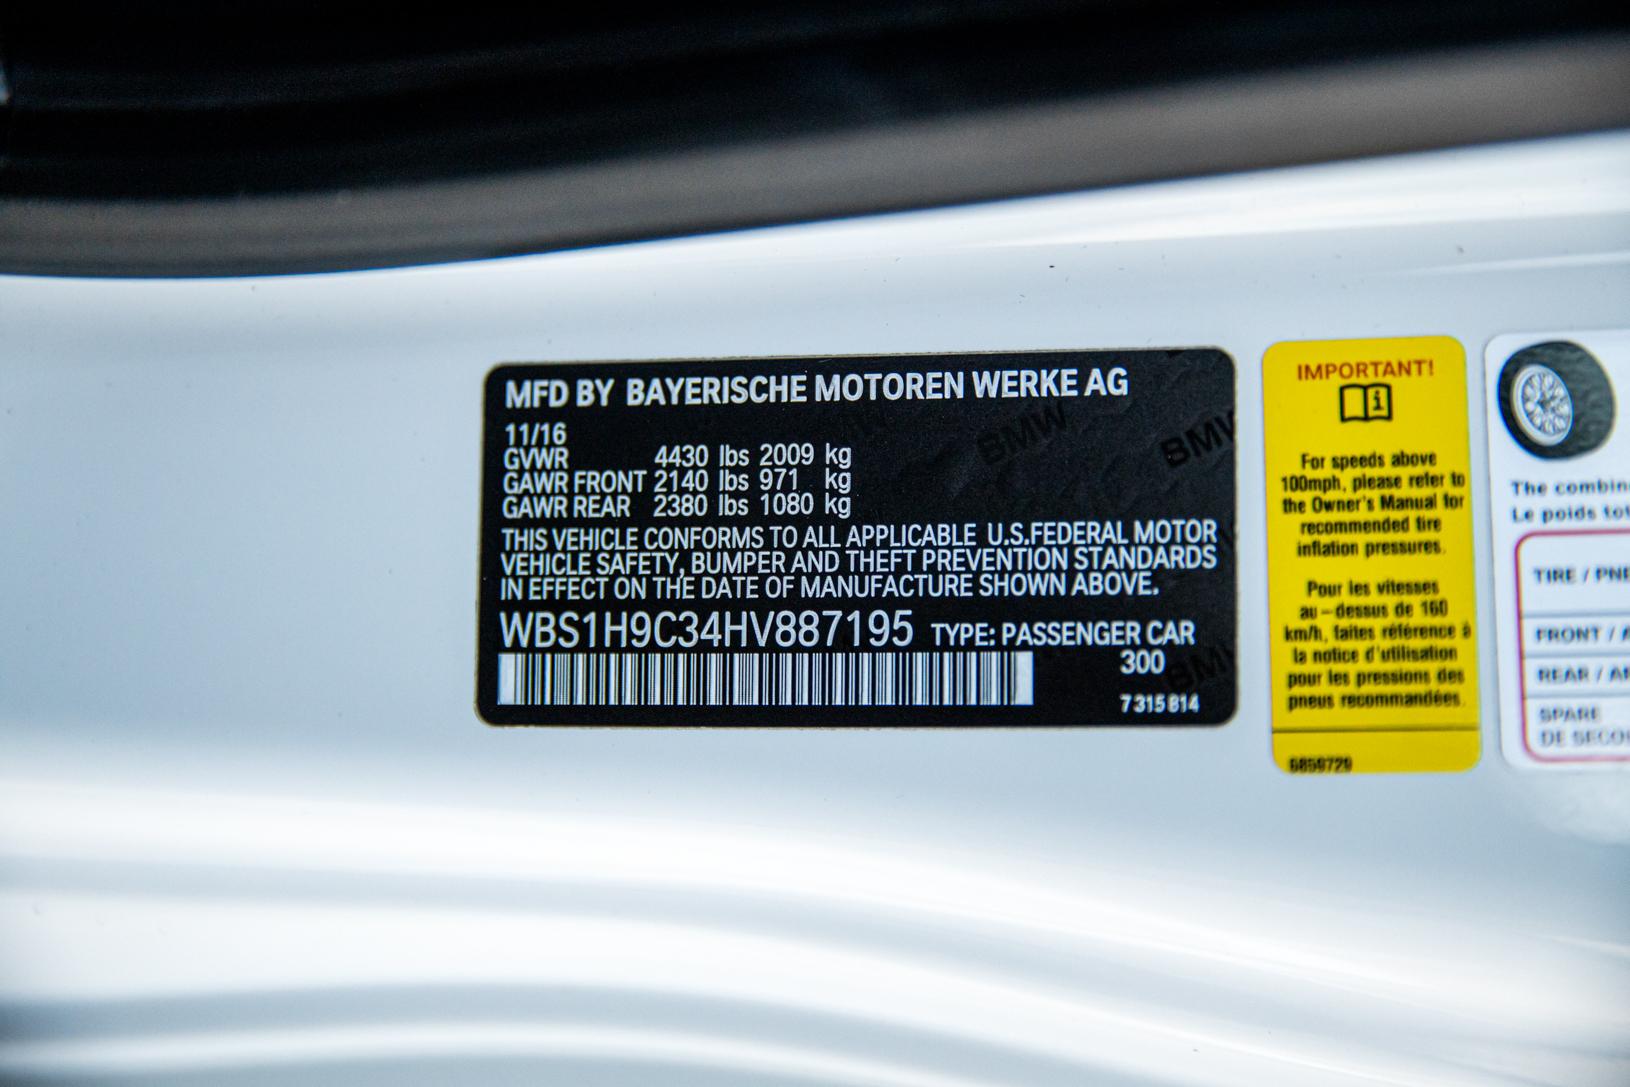 MFD BY BAYERISCHE MOTOREN WERKE AG
11/16
GVWR 4430 lbs 2009 kg
GAWR FRONT 2140 lbs 971 kg
GAWR REAR 2380 lbs 1080 kg
THIS VEHICLE CONFORMS TO ALL APPLICABLE U.S.FEDERAL MOTOR
VEHICLE SAFETY, BUMPER AND THEFT PREVENTION STANDARDS
IN EFFECT ON THE DATE OF MANUFACTURE SHOWN ABOVE.
WBS1H9C34HV887195 TYPE: PASSENGER CAR
300
7 315 814
BMW
BMW
BMW
IMPORTANT!
For speeds above
100mph, please refer to
the Owner's Manual for
recommended tire
inflation pressures.
Pour les vitesses
au-dessus de 160
km/h, faites référence à
la notice d'utilisation
pour les pressions des
pneus recommandées.
6859729
The combin
Le poids tot
TIRE / PNE
FRONT / A
REAR / AR
SPARE
DE SECOU